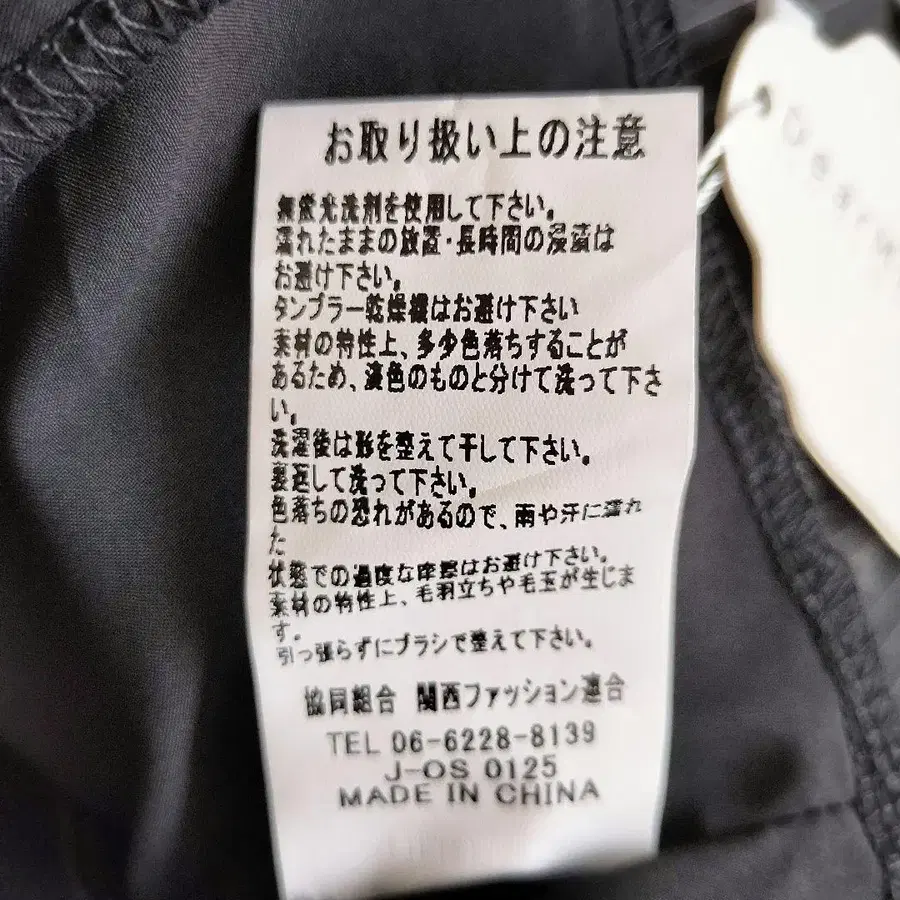 お取り扱い上の注意
無蛍光洗剤を使用して下さい。
濡れたままの放置・長時間の浸漬は
お避け下さい。
タンブラー乾燥機はお避け下さい
素材の特性上、多少色落ちすることが
あるため、淡色のものと分けて洗って下さ
い。
洗濯後は形を整えて干して下さい。
裏返して洗って下さい。
色落ちの恐れがあるので、雨や汗に濡れ
た
状態での過度な摩擦はお避け下さい。
素材の特性上、毛羽立ちや毛玉が生じま
す。
引っ張らずにブラシで整えて下さい。
協同組合 関西ファッション連合
TEL 06-6228-8139
J-OS 0125
MADE IN CHINA